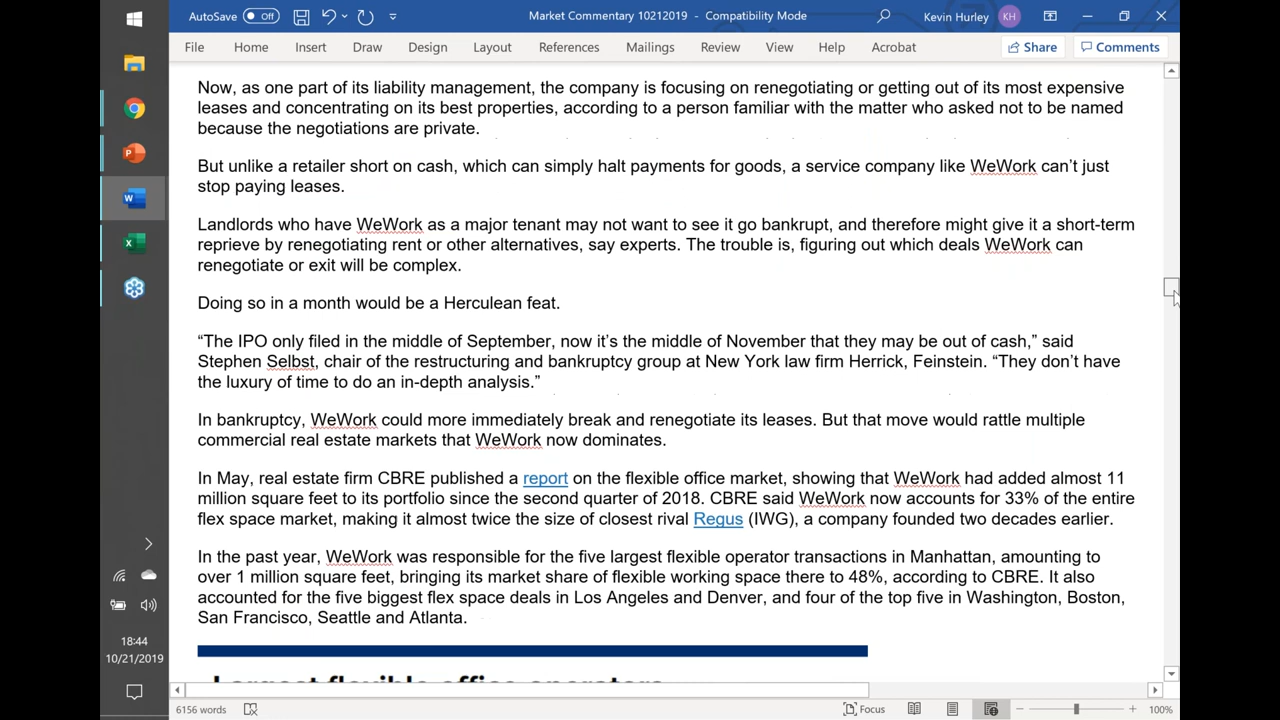 AutoSave Off Market Commentary 10212019 - Compatibility Mode Kevin Hurley KH
File Home Insert Draw Design Layout References Mailings Review View Help Acrobat Share Comments
Now, as one part of its liability management, the company is focusing on renegotiating or getting out of its most expensive
leases and concentrating on its best properties, according to a person familiar with the matter who asked not to be named
because the negotiations are private.
But unlike a retailer short on cash, which can simply halt payments for goods, a service company like WeWork can’t just
stop paying leases.
Landlords who have WeWork as a major tenant may not want to see it go bankrupt, and therefore might give it a short-term
reprieve by renegotiating rent or other alternatives, say experts. The trouble is, figuring out which deals WeWork can
renegotiate or exit will be complex.
Doing so in a month would be a Herculean feat.
“The IPO only filed in the middle of September, now it’s the middle of November that they may be out of cash,” said
Stephen Selbst, chair of the restructuring and bankruptcy group at New York law firm Herrick, Feinstein. “They don’t have
the luxury of time to do an in-depth analysis.”
In bankruptcy, WeWork could more immediately break and renegotiate its leases. But that move would rattle multiple
commercial real estate markets that WeWork now dominates.
In May, real estate firm CBRE published a report on the flexible office market, showing that WeWork had added almost 11
million square feet to its portfolio since the second quarter of 2018. CBRE said WeWork now accounts for 33% of the entire
flex space market, making it almost twice the size of closest rival Regus (IWG), a company founded two decades earlier.
In the past year, WeWork was responsible for the five largest flexible operator transactions in Manhattan, amounting to
over 1 million square feet, bringing its market share of flexible working space there to 48%, according to CBRE. It also
accounted for the five biggest flex space deals in Los Angeles and Denver, and four of the top five in Washington, Boston,
San Francisco, Seattle and Atlanta.
Largest flexible office operators
18:44
10/21/2019
6156 words Focus 100%